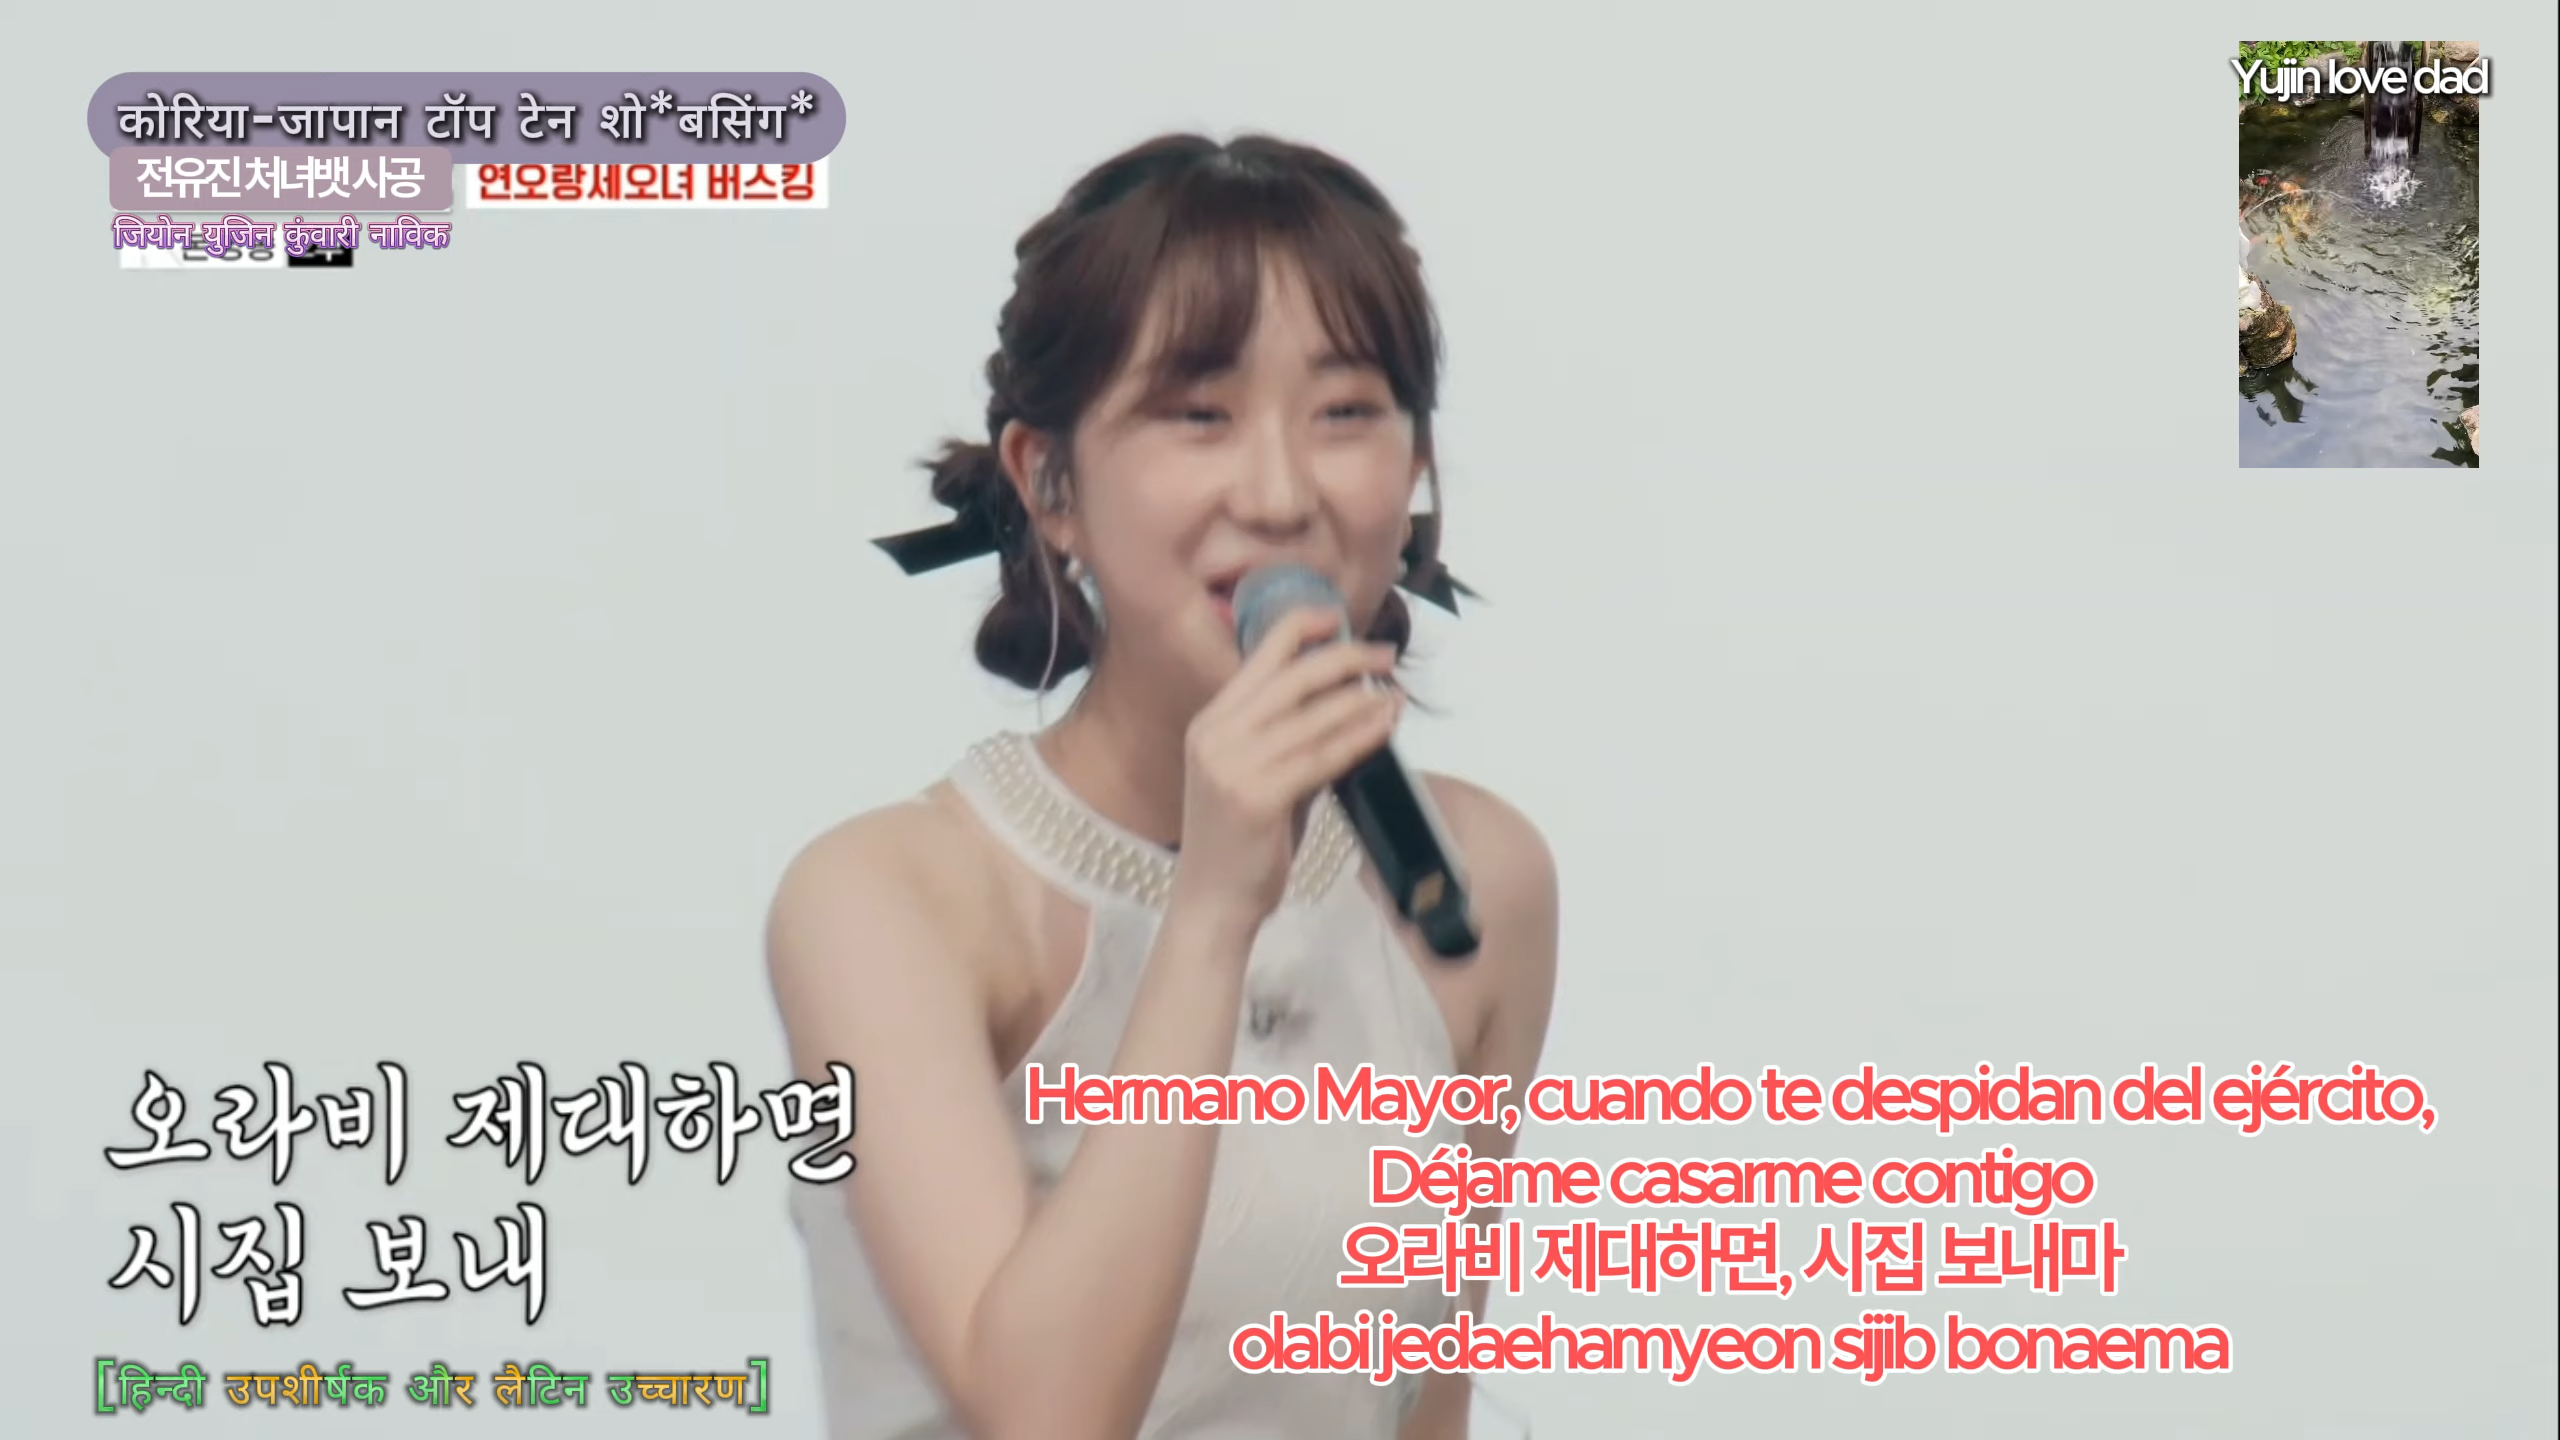 कोरिया-जापान टॉप टेन शो*बसिंग*
전유진 처녀뱃사공
연오랑세오녀 버스킹
जियोन युजिन कुंवारी नाविक
Yujin love dad
오라비 제대하면
시집 보내
Hermano Mayor, cuando te despidan del ejército,
Déjame casarme contigo
오라비 제대하면, 시집 보내마
olabi jedaehamyeon sijib bonaema
[हिन्दी उपशीर्षक और लैटिन उच्चारण]